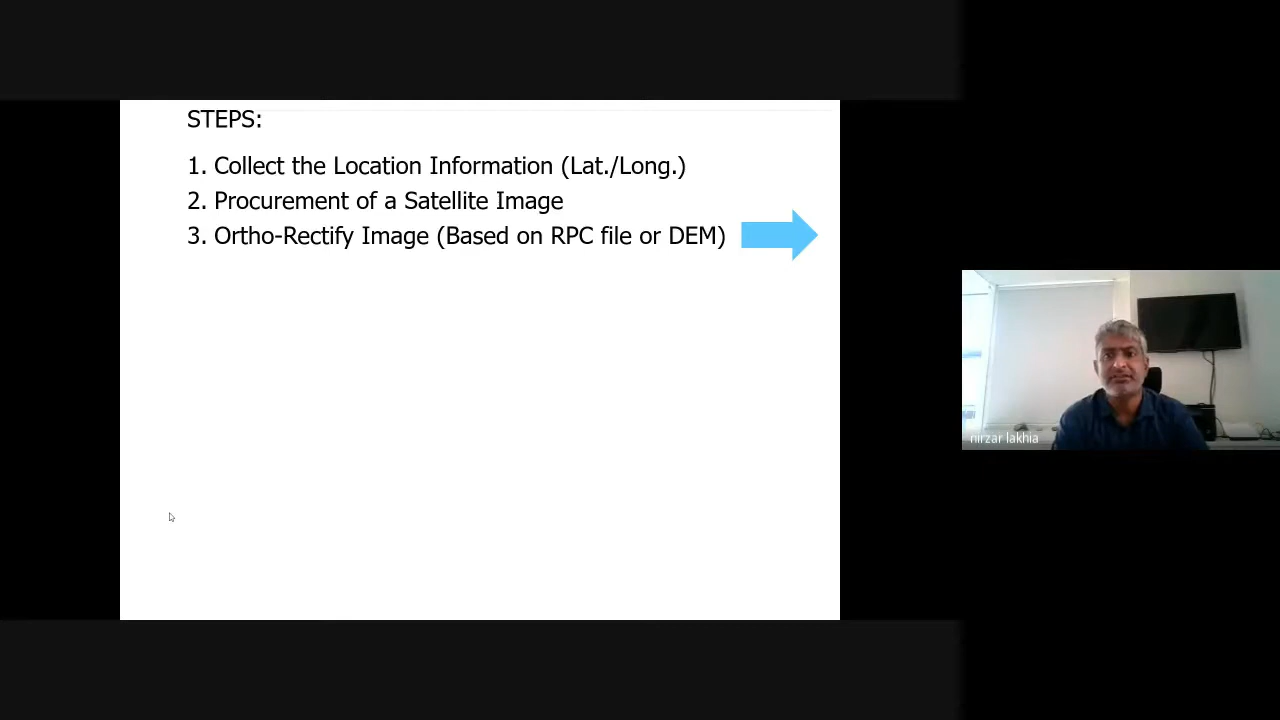 STEPS:
1. Collect the Location Information (Lat./Long.)
2. Procurement of a Satellite Image
3. Ortho-Rectify Image (Based on RPC file or DEM)
nirzar lakhia